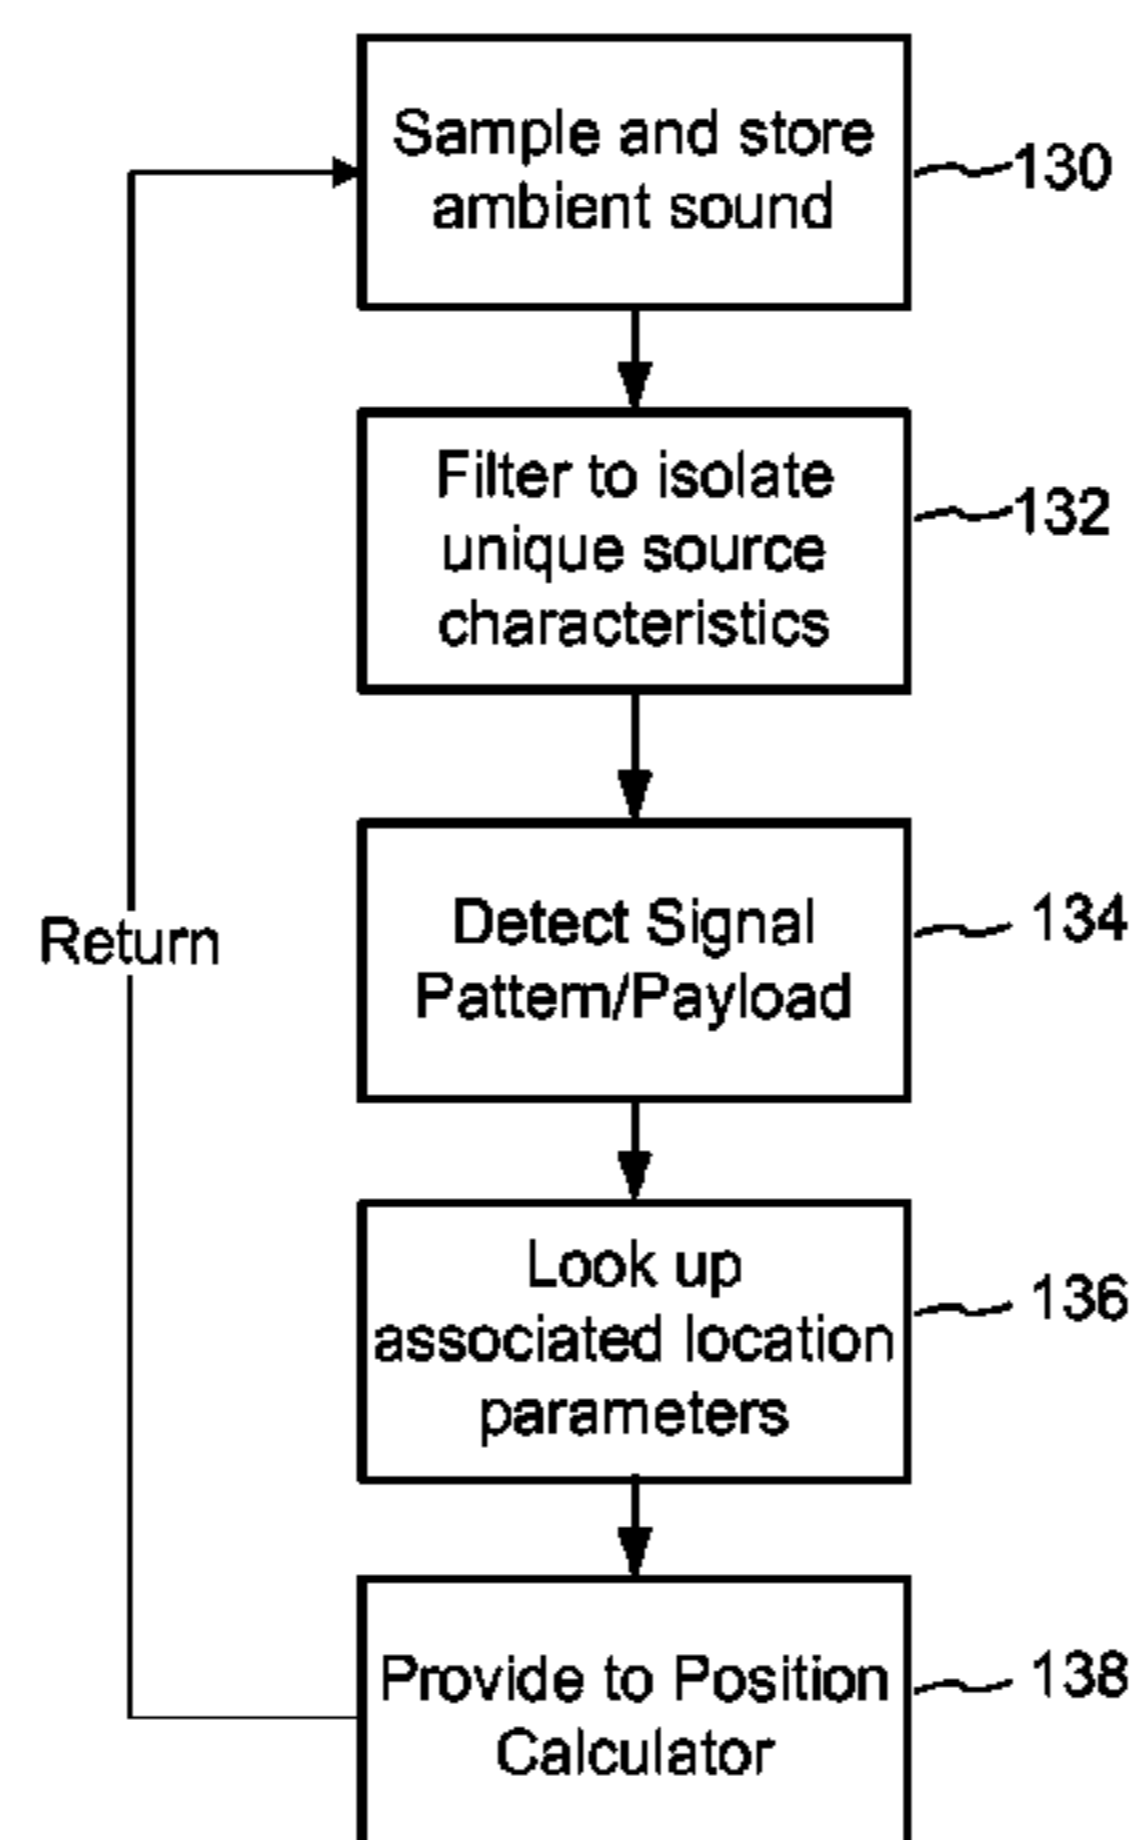 Sample and store
ambient sound
130
Filter to isolate
unique source
characteristics
132
Detect Signal
Pattern/Payload
134
Return
Look up
associated location
parameters
136
Provide to Position
Calculator
138